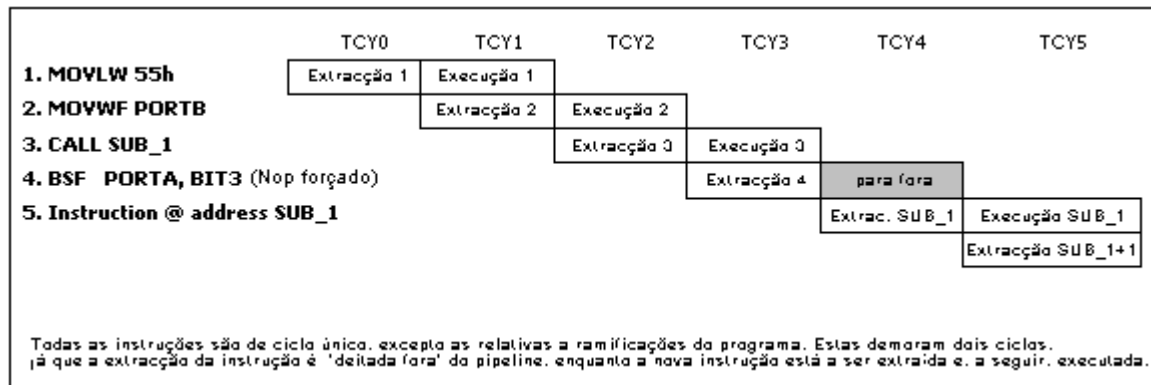 TCY0 TCY1 TCY2 TCY3 TCY4 TCY5
1. MOVLW 55h Extracção 1 Execução 1
2. MOVWF PORTB Extracção 2 Execução 2
3. CALL SUB_1 Extracção 3 Execução 3
4. BSF PORTA, BIT3 (Nop forçado) Extracção 4 para fora
5. Instruction @ address SUB_1 Extrac. SUB_1 Execução SUB_1
Extracção SUB_1+1
Todas as instruções são de ciclo único, excepto as relativas a ramificações do programa. Estas demoram dois ciclos.
já que a extracção da instrução é 'deitada fora' do pipeline, enquanto a nova instrução está a ser extraída e, a seguir, executada.